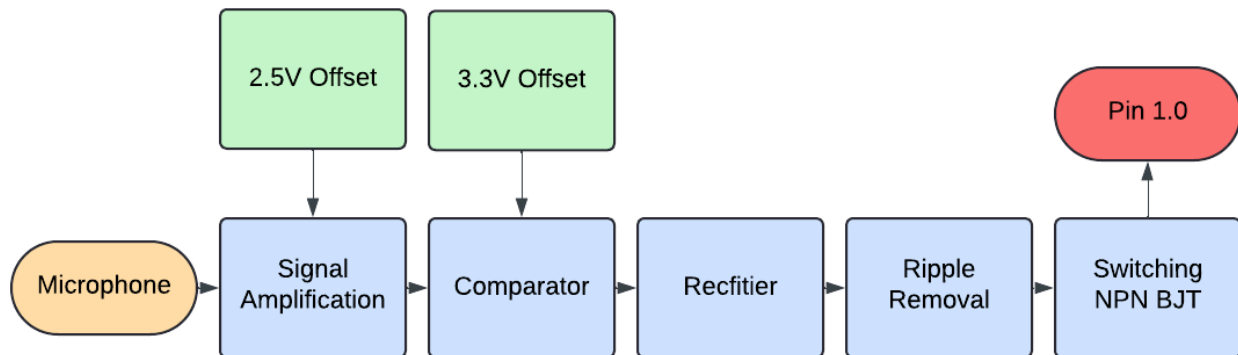 2.5V Offset
3.3V Offset
Pin 1.0
Microphone
Signal
Amplification
Comparator
Recfitier
Ripple
Removal
Switching
NPN BJT